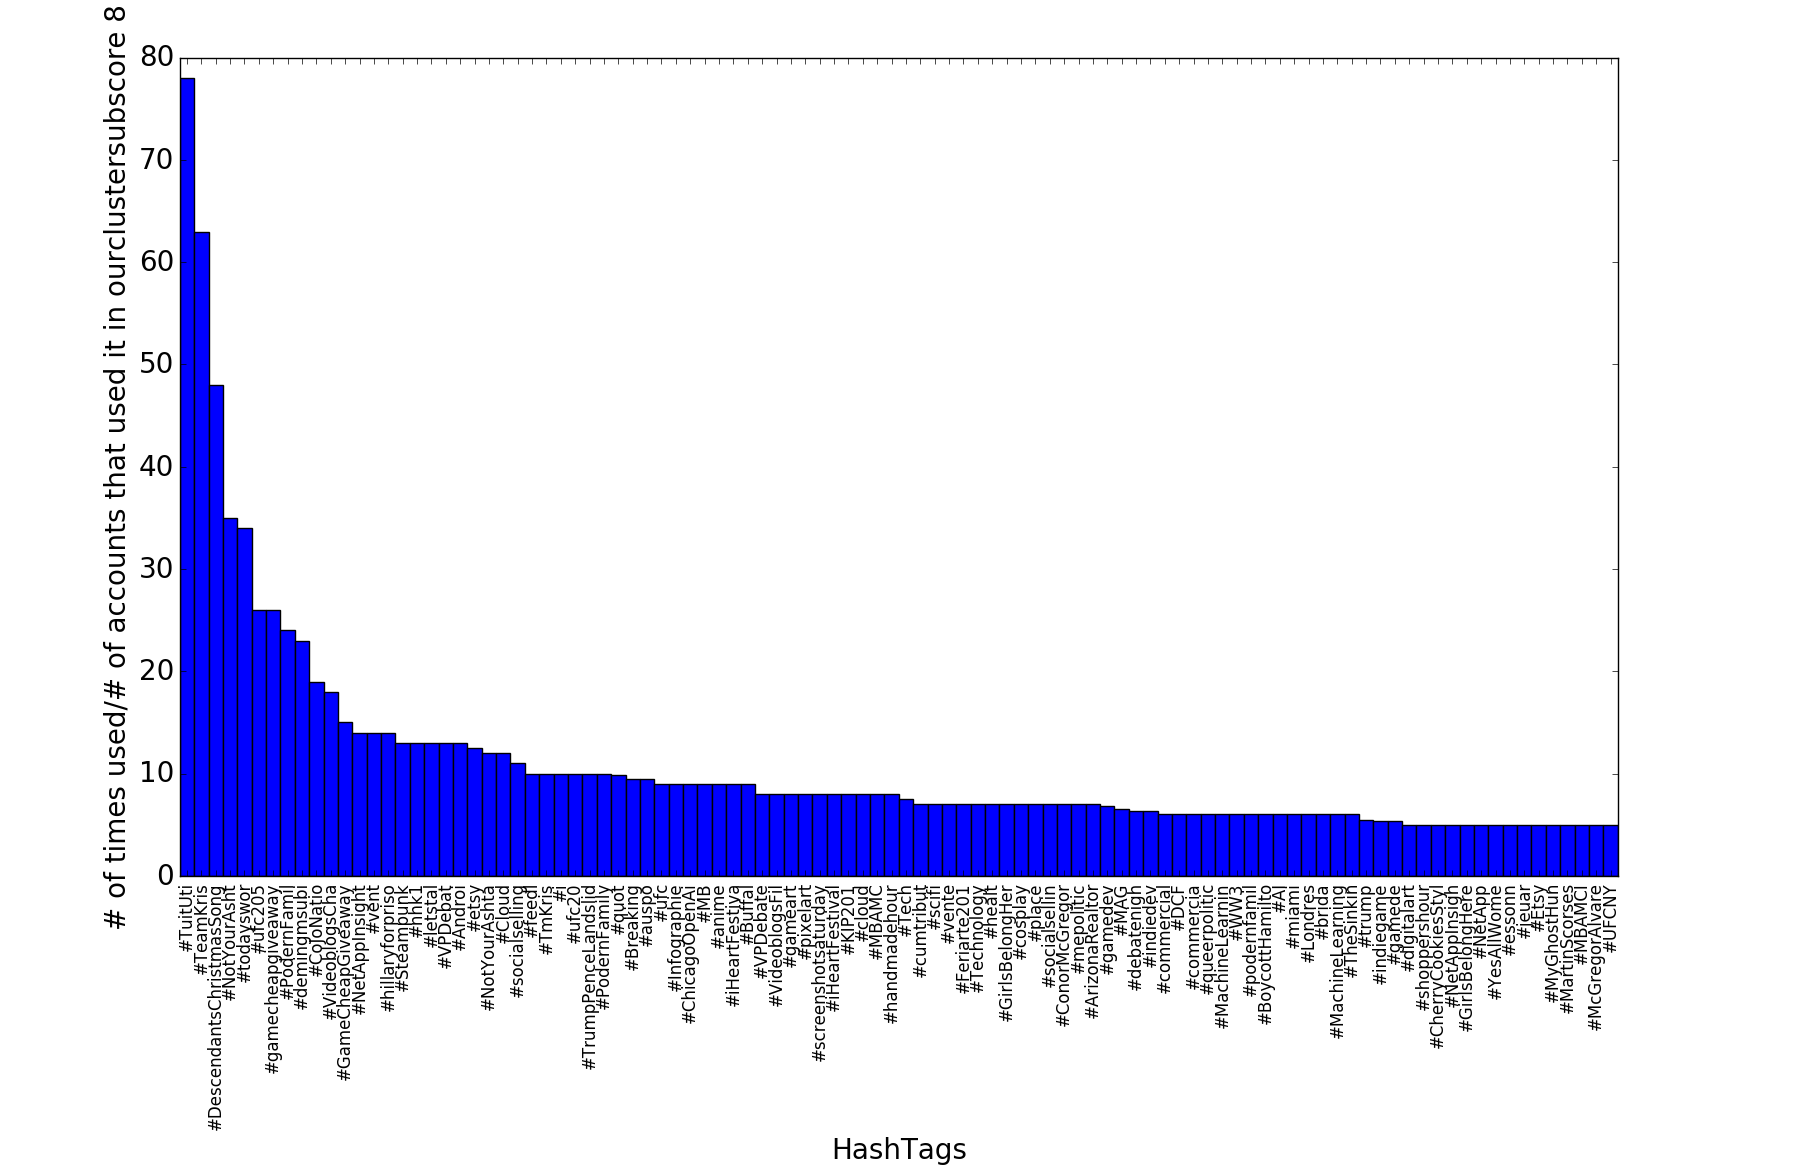 # of times used/# of accounts that used it in ourclustersubscore 8
80
70
60
50
40
30
20
10
0
#TuitUti
#TeamKris
#DescendantsChristmasSong
#NotYourAsht
#todayswor
#ufc205
#gamecheapgiveaway
#PodernFamil
#demingmsubi
#ColoNatio
#VideoblogsCha
#GameCheapGiveaway
#NetAppInsight
#vent
#hillaryforpriso
#Steampunk
#hhk1
#letstal
#VPDebat
#Androi
#etsy
#NotYourAshta
#Cloud
#socialselling
#feedl
#TmKris
#i
#ufc20
#TrumpPenceLandslid
#PodernFamily
#quot
#Breaking
#auspo
#ufc
#Infographie
#ChicagoOpenAi
#MB
#anime
#iHeartFestiva
#Buffal
#VPDebate
#VideoblogsFil
#gameart
#pixelart
#screenshotsaturday
#iHeartFestival
#KIP201
#cloud
#MBAMC
#handmadehour
#Tech
#cumtribut
#scifi
#vente
#Feriarte201
#Technology
#healt
#GirlsBelongHer
#cosplay
#place
#socialsellin
#ConorMcGregor
#mepolitic
#ArizonaRealtor
#gamedev
#MAG
#debatenigh
#indiedev
#commercial
#DCF
#commercia
#queerpolitic
#MachineLearnin
#WW3
#podernfamil
#BoycottHamilto
#AI
#miami
#Londres
#brida
#MachineLearning
#TheSinkin
#trump
#indiegame
#gamede
#digitalart
#shoppershour
#CherryCookiesStyl
#NetAppInsigh
#GirlsBelongHere
#NetApp
#YesAllWome
#essonn
#jeuar
#Etsy
#MyGhostHun
#MartinScorses
#MBAMCI
#McGregorAlvare
#UFCNY
HashTags